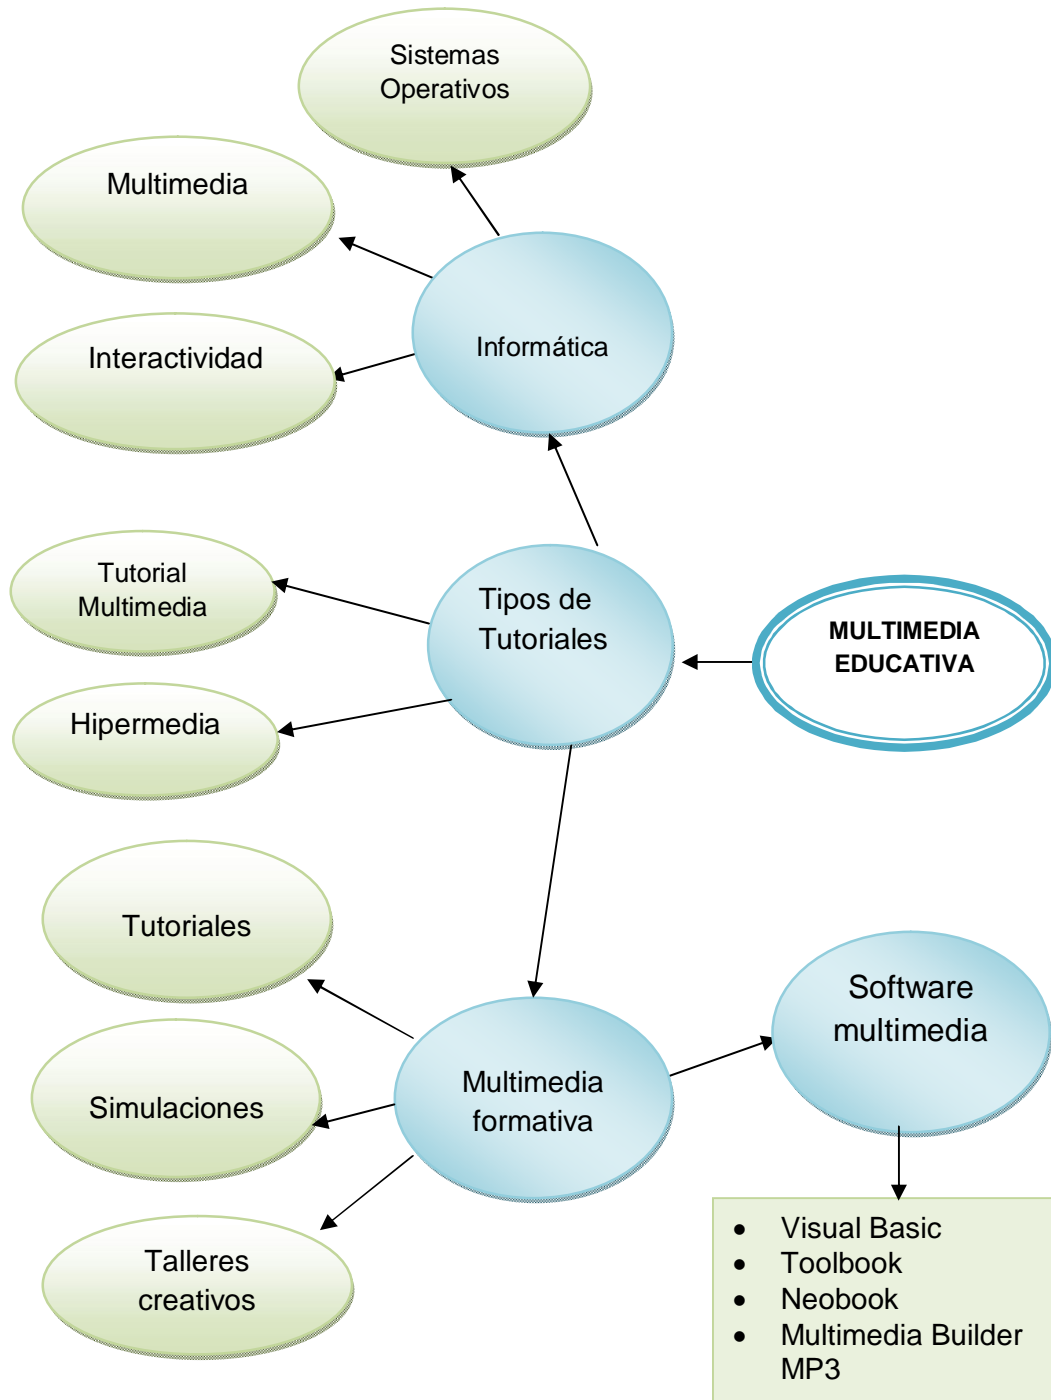 Sistemas
Operativos
Multimedia
Informática
Interactividad
Tutorial
Multimedia
Tipos de
Tutoriales
MULTIMEDIA
EDUCATIVA
Hipermedia
Tutoriales
Software
multimedia
Multimedia
formativa
Simulaciones
Talleres
creativos
• Visual Basic
• Toolbook
• Neobook
• Multimedia Builder
MP3